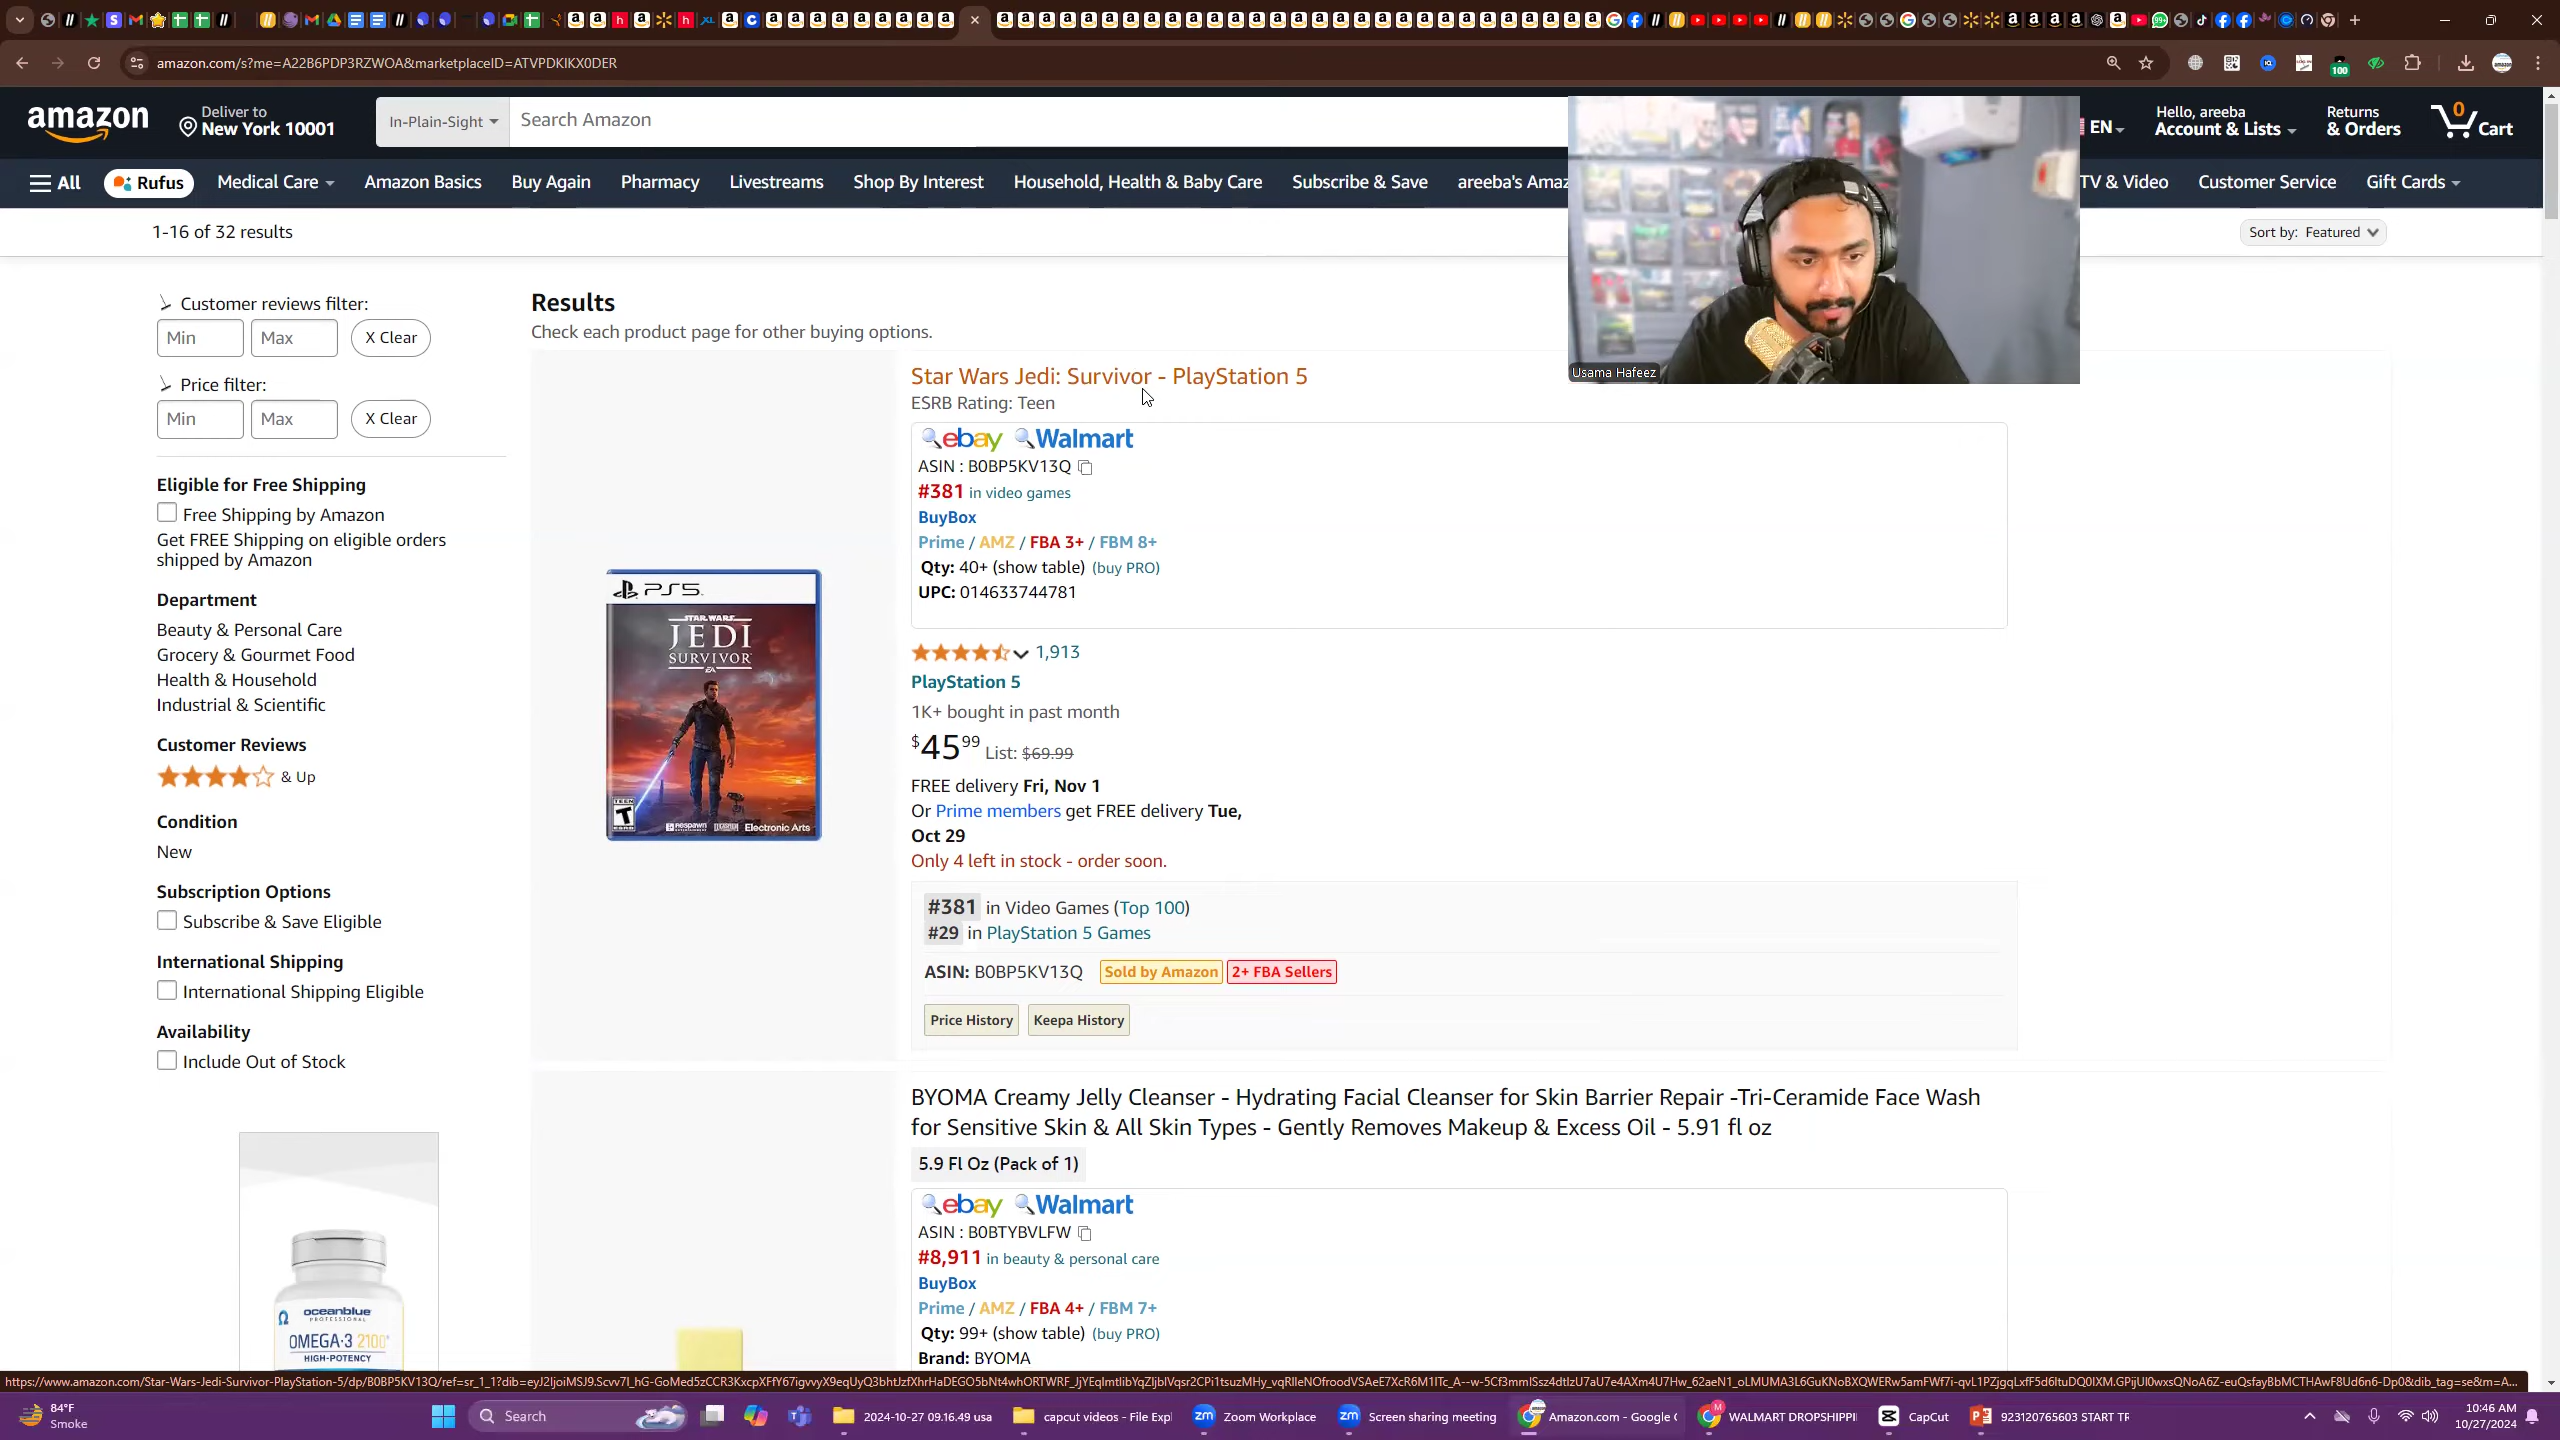 amazon.com/s?me=A22B6PDP3RZWOA&marketplaceID=ATVPDKIKX0DER
100
amazon
Deliver to
New York 10001
In-Plain-Sight
Search Amazon
EN
Hello, areeba
Account & Lists
Returns
& Orders
0
Cart
All
Rufus
Medical Care
Amazon Basics
Buy Again
Pharmacy
Livestreams
Shop By Interest
Household, Health & Baby Care
Subscribe & Save
areeba's Amaz
TV & Video
Customer Service
Gift Cards
1-16 of 32 results
Sort by: Featured
Usama Hafeez
Customer reviews filter:
Min
Max
X Clear
Price filter:
Min
Max
X Clear
Eligible for Free Shipping
Free Shipping by Amazon
Get FREE Shipping on eligible orders
shipped by Amazon
Department
Beauty & Personal Care
Grocery & Gourmet Food
Health & Household
Industrial & Scientific
Customer Reviews
& Up
Condition
New
Subscription Options
Subscribe & Save Eligible
International Shipping
International Shipping Eligible
Availability
Include Out of Stock
oceanblue
PROFESSIONAL
OMEGA-3 2100
HIGH-POTENCY
Results
Check each product page for other buying options.
PS5
STAR WARS
JEDI
SURVIVOR
EA
TEEN
T
RESPAWN
Electronic Arts
Star Wars Jedi: Survivor - PlayStation 5
ESRB Rating: Teen
ebay Walmart
ASIN : B0BP5KV13Q
#381 in video games
BuyBox
Prime / AMZ / FBA 3+ / FBM 8+
Qty: 40+ (show table) (buy PRO)
UPC: 014633744781
1,913
PlayStation 5
1K+ bought in past month
$45.99 List: $69.99
FREE delivery Fri, Nov 1
Or Prime members get FREE delivery Tue,
Oct 29
Only 4 left in stock - order soon.
#381 in Video Games (Top 100)
#29 in PlayStation 5 Games
ASIN: B0BP5KV13Q Sold by Amazon 2+ FBA Sellers
Price History Keepa History
BYOMA Creamy Jelly Cleanser - Hydrating Facial Cleanser for Skin Barrier Repair -Tri-Ceramide Face Wash
for Sensitive Skin & All Skin Types - Gently Removes Makeup & Excess Oil - 5.91 fl oz
5.9 Fl Oz (Pack of 1)
ebay Walmart
ASIN : B0BTYBVLFW
#8,911 in beauty & personal care
BuyBox
Prime / AMZ / FBA 4+ / FBM 7+
Qty: 99+ (show table) (buy PRO)
Brand: BYOMA
84°F
Smoke
Search
2024-10-27 09.16.49 usa
capcut videos - File Expl
Zoom Workplace
Screen sharing meeting
Amazon.com - Google C
WALMART DROPSHIPPI
CapCut
923120765603 START TR
10:46 AM
10/27/2024